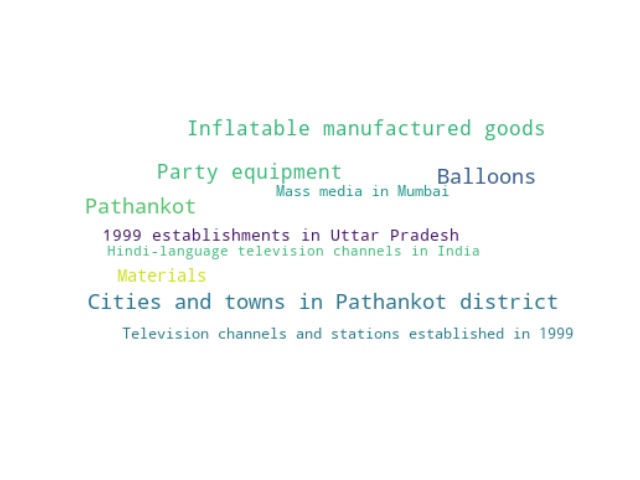 Inflatable manufactured goods
Party equipment
Balloons
Mass media in Mumbai
Pathankot
1999 establishments in Uttar Pradesh
Hindi-language television channels in India
Materials
Cities and towns in Pathankot district
Television channels and stations established in 1999